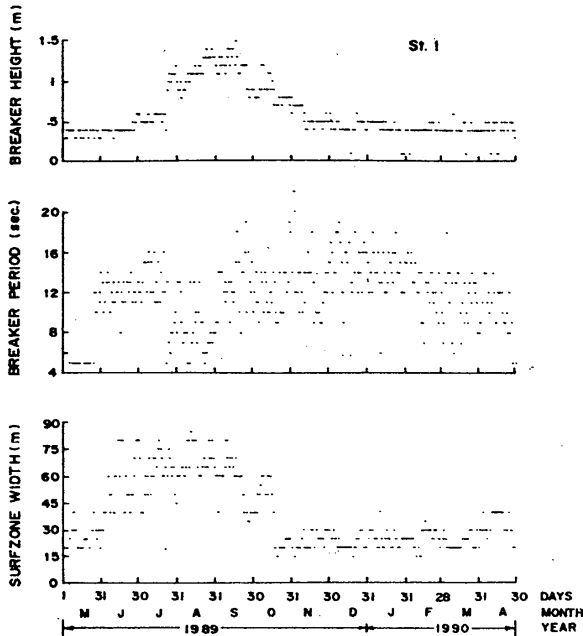 St. 1
BREAKER HEIGHT (m)
1.5
1
.5
0
BREAKER PERIOD (sec.)
20
16
12
8
4
SURFZONE WIDTH (m)
90
75
60
45
30
15
0
1 31 30 31 31 30 31 30 31 31 28 31 30 DAYS
M J J A S O N D J F M A MONTH
1989 1990 YEAR